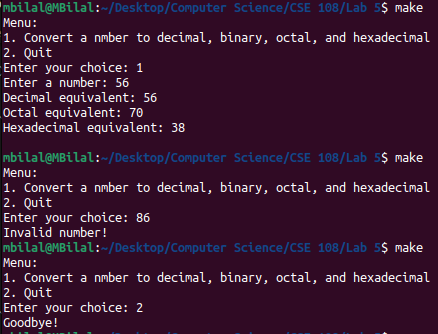 mbilal@MBilal:~/Desktop/Computer Science/CSE 108/Lab 5$ make
Menu:
1. Convert a nmber to decimal, binary, octal, and hexadecimal
2. Quit
Enter your choice: 1
Enter a number: 56
Decimal equivalent: 56
Octal equivalent: 70
Hexadecimal equivalent: 38

mbilal@MBilal:~/Desktop/Computer Science/CSE 108/Lab 5$ make
Menu:
1. Convert a nmber to decimal, binary, octal, and hexadecimal
2. Quit
Enter your choice: 86
Invalid number!
mbilal@MBilal:~/Desktop/Computer Science/CSE 108/Lab 5$ make
Menu:
1. Convert a nmber to decimal, binary, octal, and hexadecimal
2. Quit
Enter your choice: 2
Goodbye!